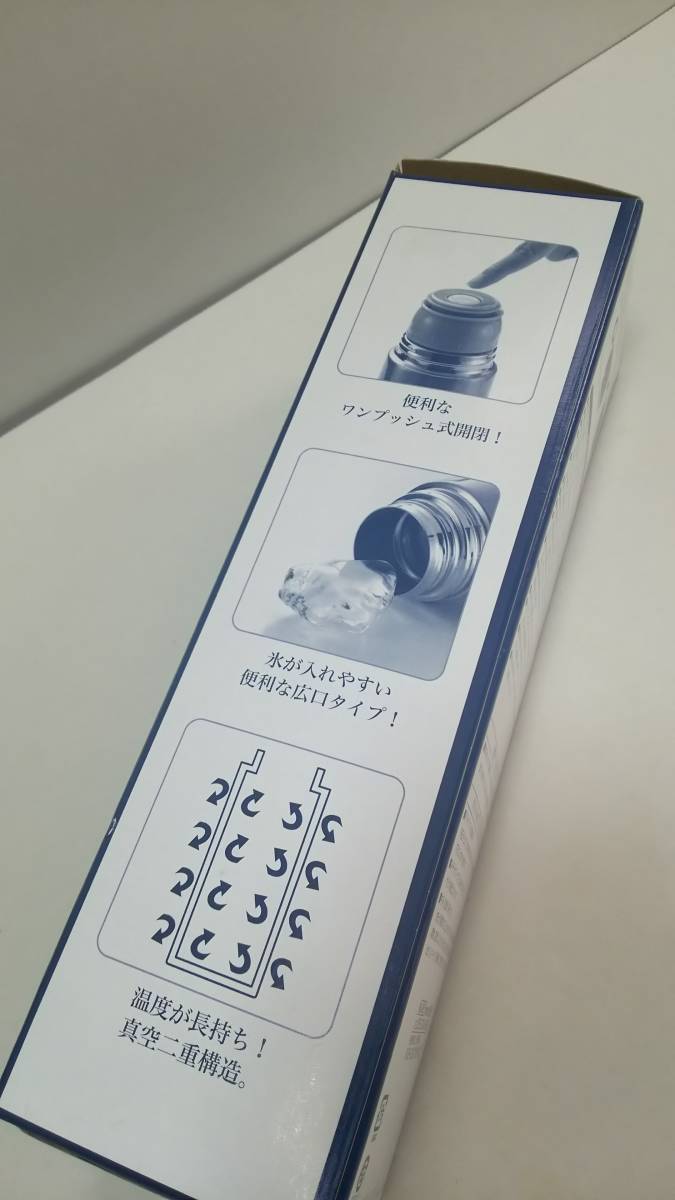 便利な
ワンプッシュ式開閉！
氷が入れやすい
便利な広口タイプ！
温度が長持ち！
真空二重構造。